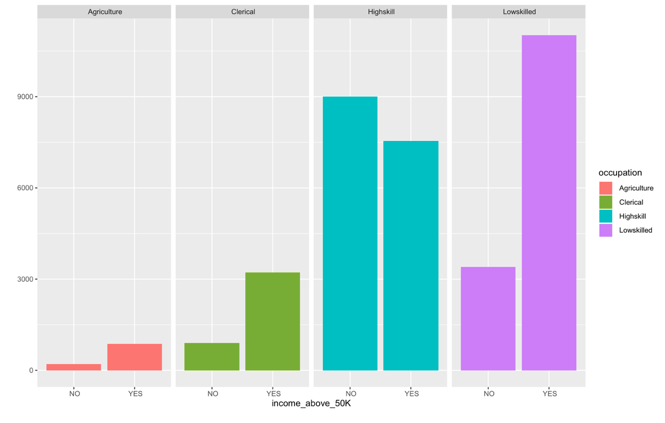 Agriculture Clerical Highskill Lowskilled
9000
6000
3000
0
NO YES NO YES NO YES NO YES
income_above_50K
occupation
Agriculture
Clerical
Highskill
Lowskilled